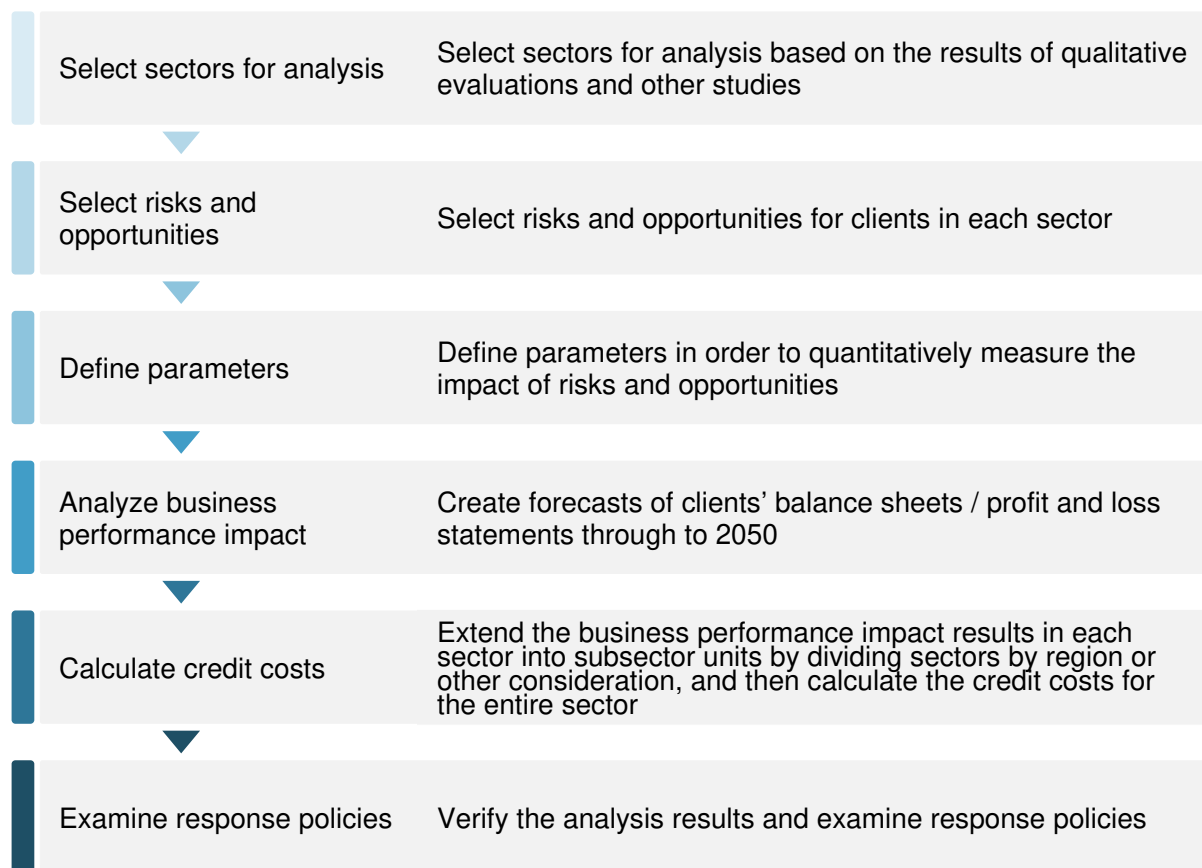 Select sectors for analysis
Select sectors for analysis based on the results of qualitative
evaluations and other studies
Select risks and
opportunities
Select risks and opportunities for clients in each sector
Define parameters
Define parameters in order to quantitatively measure the
impact of risks and opportunities
Analyze business
performance impact
Create forecasts of clients’ balance sheets / profit and loss
statements through to 2050
Calculate credit costs
Extend the business performance impact results in each
sector into subsector units by dividing sectors by region or
other consideration, and then calculate the credit costs for
the entire sector
Examine response policies
Verify the analysis results and examine response policies